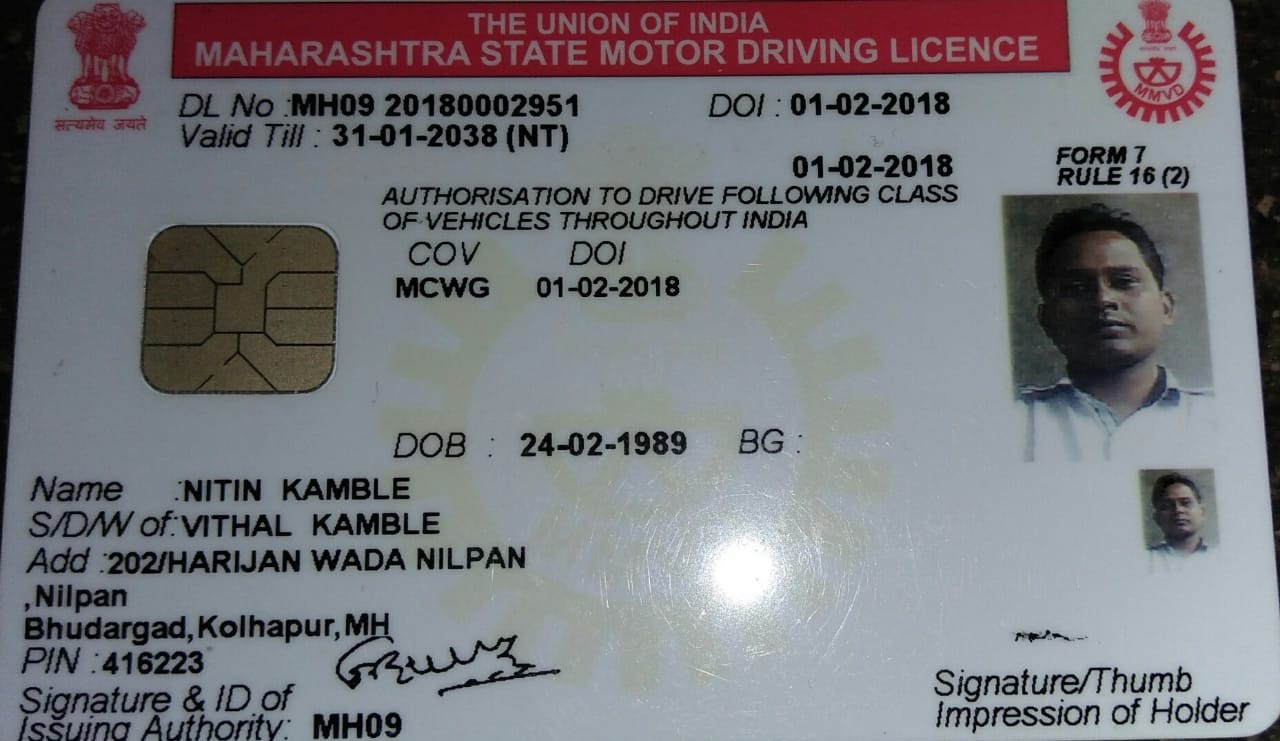 THE UNION OF INDIA
MAHARASHTRA STATE MOTOR DRIVING LICENCE
सत्यमेव जयते
MMVD
DL No :MH09 20180002951 DOI : 01-02-2018
Valid Till : 31-01-2038 (NT)
01-02-2018
FORM 7
RULE 16 (2)
AUTHORISATION TO DRIVE FOLLOWING CLASS
OF VEHICLES THROUGHOUT INDIA
COV DOI
MCWG 01-02-2018
DOB : 24-02-1989 BG :
Name :NITIN KAMBLE
S/D/W of:VITHAL KAMBLE
Add :202/HARIJAN WADA NILPAN
,Nilpan
Bhudargad,Kolhapur,MH
PIN :416223
Signature & ID of
Issuing Authority: MH09
Signature/Thumb
Impression of Holder